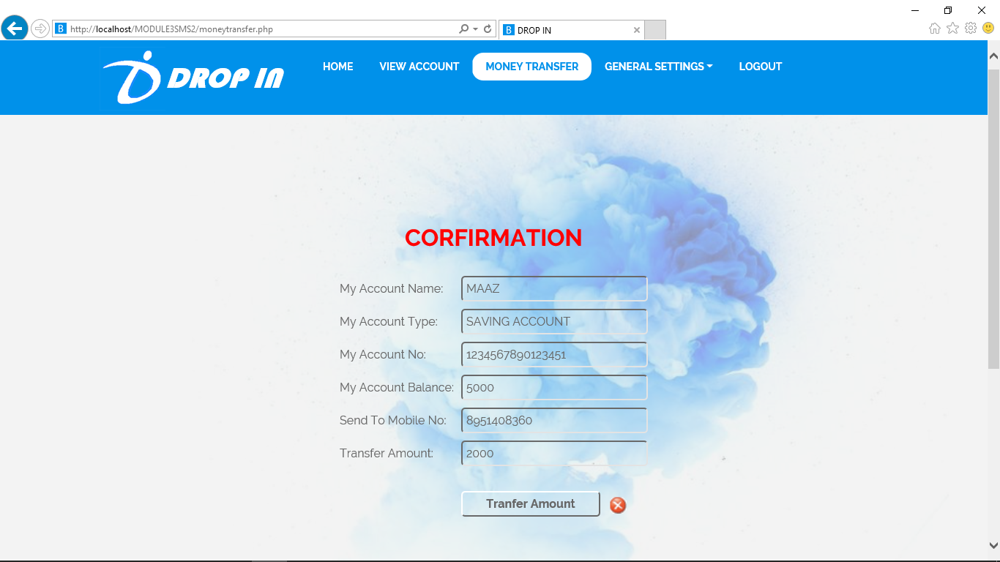 http://localhost/MODULE3SMS2/moneytransfer.php
DROP IN
DROP IN
HOME VIEW ACCOUNT MONEY TRANSFER GENERAL SETTINGS LOGOUT
CORFIRMATION
My Account Name: MAAZ
My Account Type: SAVING ACCOUNT
My Account No: 1234567890123451
My Account Balance: 5000
Send To Mobile No: 8951408360
Transfer Amount: 2000
Tranfer Amount